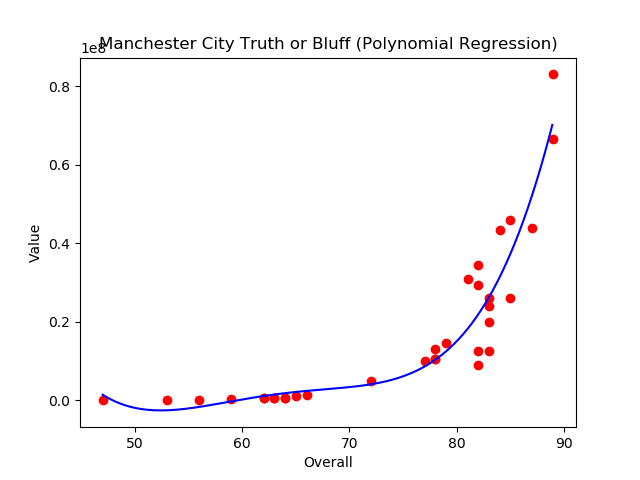 Manchester City Truth or Bluff (Polynomial Regression)
1e8
0.8
0.6
0.4
0.2
0.0
Value
50 60 70 80 90
Overall